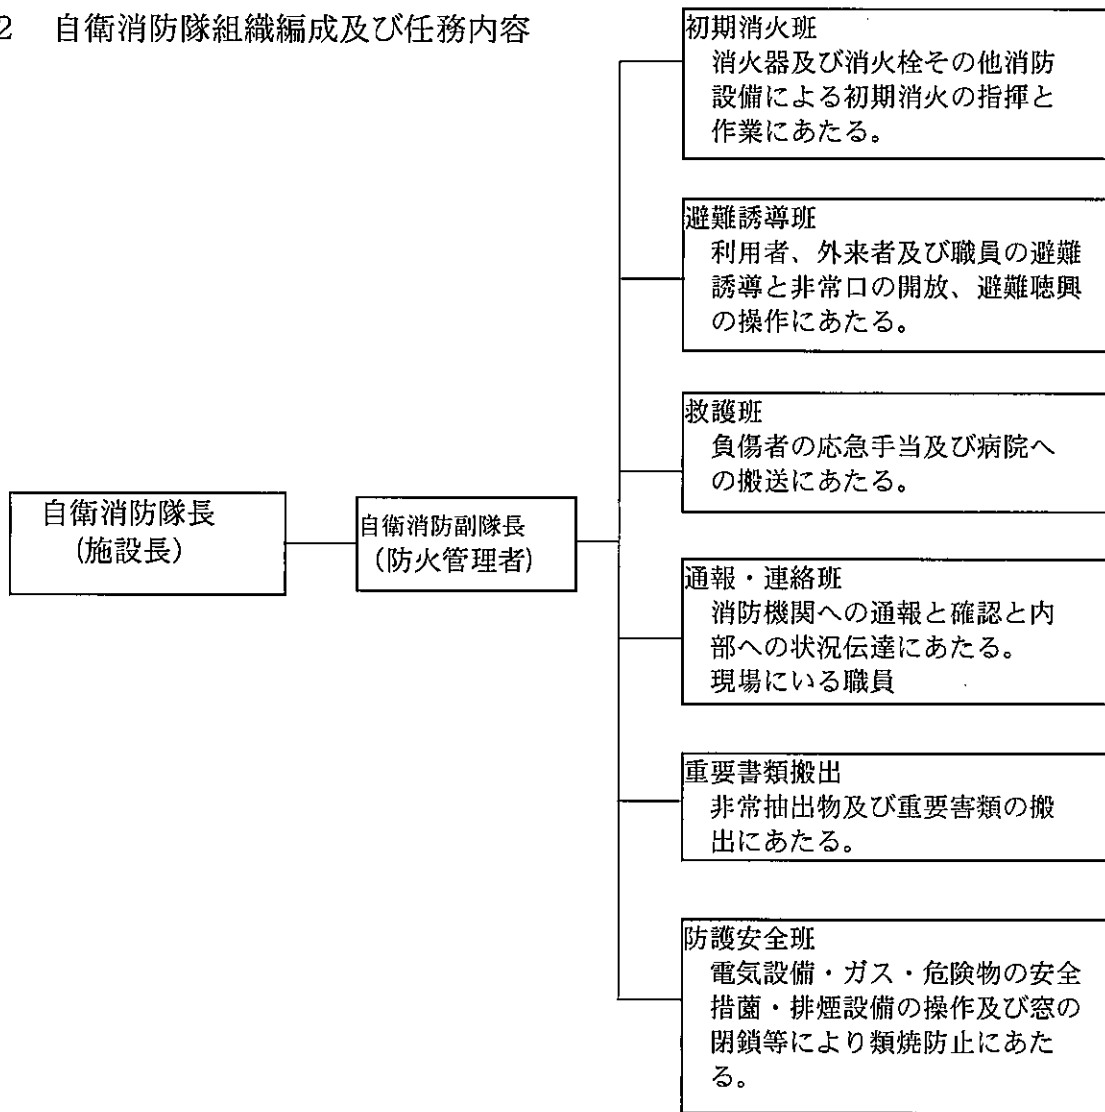 2　自衛消防隊組織編成及び任務内容
初期消火班
消火器及び消火栓その他消防
設備による初期消火の指揮と
作業にあたる。
避難誘導班
利用者、外来者及び職員の避難
誘導と非常口の開放、避難聴興
の操作にあたる。
救護班
負傷者の応急手当及び病院へ
の搬送にあたる。
自衛消防隊長
(施設長)
自衛消防副隊長
(防火管理者)
通報・連絡班
消防機関への通報と確認と内
部への状況伝達にあたる。
現場にいる職員
重要書類搬出
非常抽出物及び重要害類の搬
出にあたる。
防護安全班
電気設備・ガス・危険物の安全
措菌・排煙設備の操作及び窓の
閉鎖等により類焼防止にあた
る。